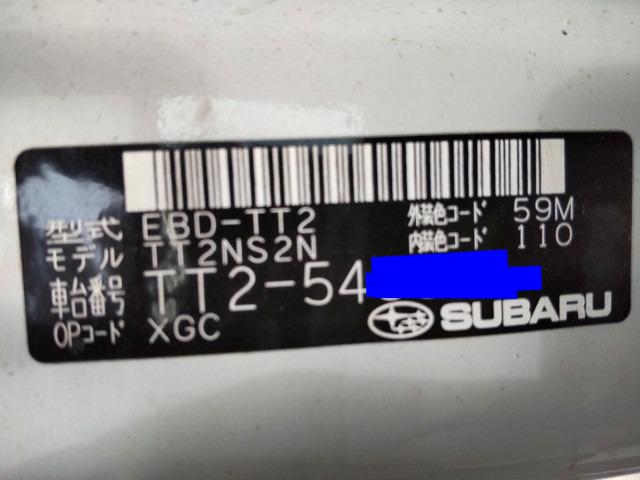 型式 EBD-TT2 外装色コード 59M
モデル TT2NS2N 内装色コード 110
車台番号 TT2-54
OPコード XGC SUBARU